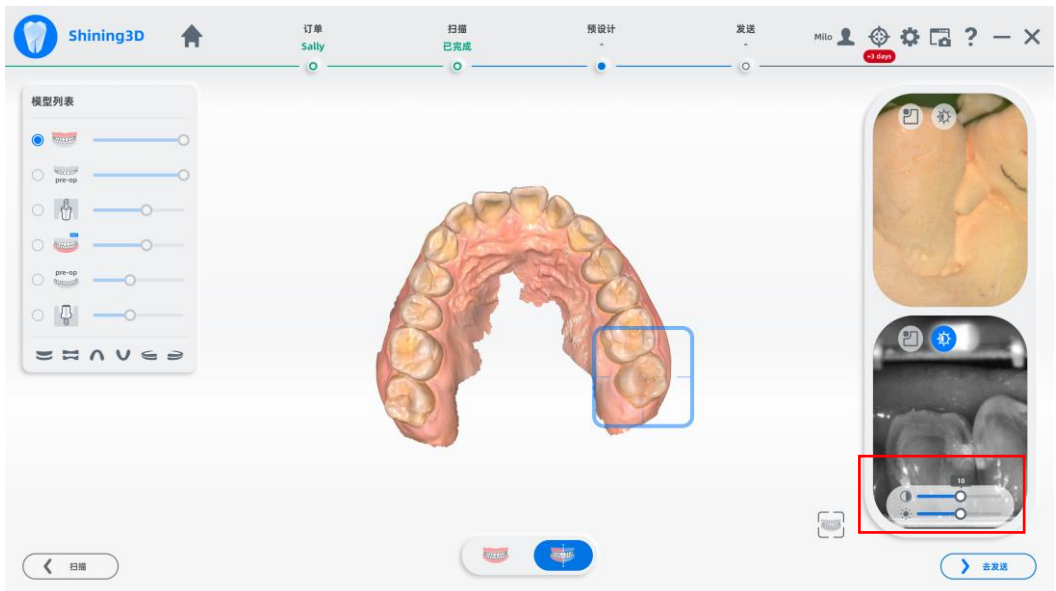 Shining3D
订单
Sally
扫描
已完成
预设计
-
发送
-
Milo
+3 days
?
模型列表
pre-op
pre-op
10
扫描
去发送